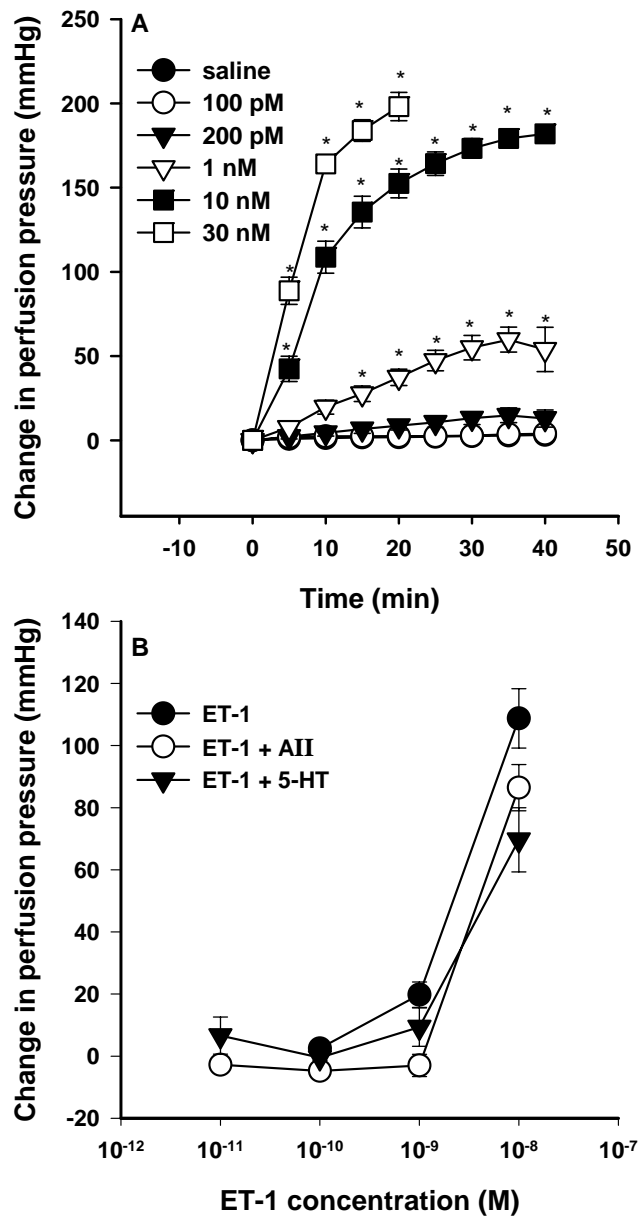 A
Change in perfusion pressure (mmHg)
250
200
150
100
50
0
saline
100 pM
200 pM
1 nM
10 nM
30 nM
* * * *
* * * * * * * *
* * * * * *
-10 0 10 20 30 40 50
Time (min)
B
Change in perfusion pressure (mmHg)
140
120
100
80
60
40
20
0
-20
ET-1
ET-1 + AII
ET-1 + 5-HT
10-12 10-11 10-10 10-9 10-8 10-7
ET-1 concentration (M)